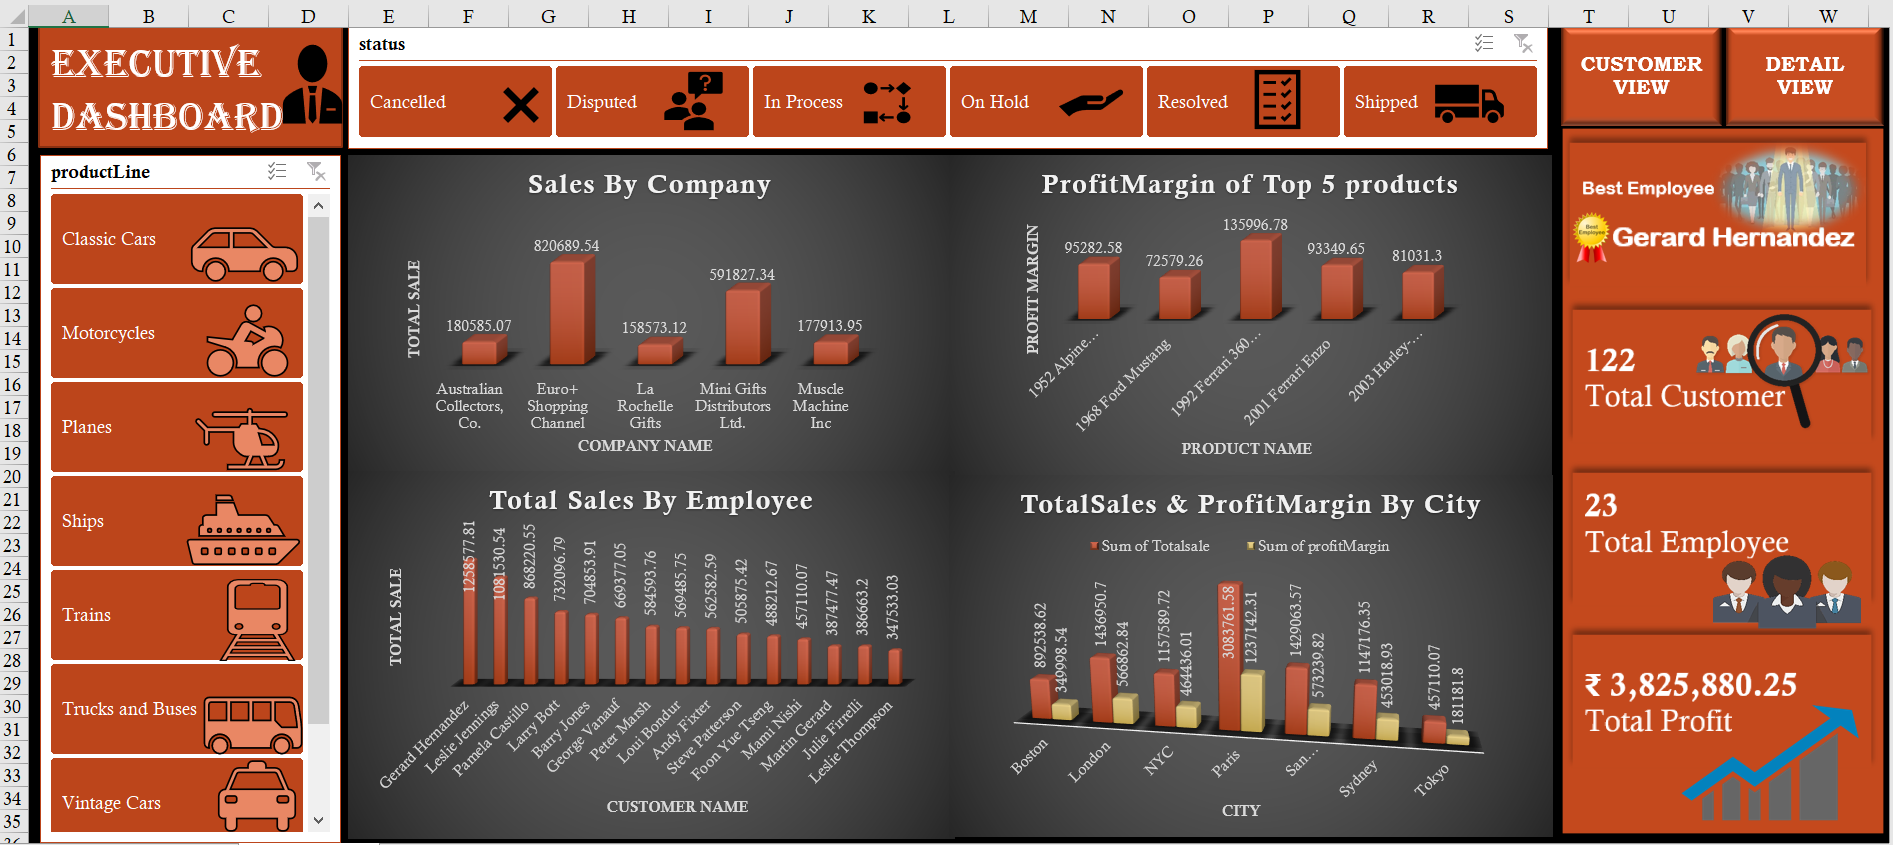 A B C D E F G H I J K L M N O P Q R S T U V W
1
2
3
4
5
6
7
8
9
10
11
12
13
14
15
16
17
18
19
20
21
22
23
24
25
26
27
28
29
30
31
32
33
34
35
EXECUTIVE
DASHBOARD
status
Cancelled
Disputed
?
In Process
On Hold
Resolved
Shipped
CUSTOMER
VIEW
DETAIL
VIEW
productLine
Classic Cars
Motorcycles
Planes
Ships
Trains
Trucks and Buses
Vintage Cars
Sales By Company
TOTAL SALE
180585.07
820689.54
158573.12
591827.34
177913.95
Australian
Collectors,
Co.
Euro+
Shopping
Channel
La
Rochelle
Gifts
Mini Gifts
Distributors
Ltd.
Muscle
Machine
Inc
COMPANY NAME
ProfitMargin of Top 5 products
PROFIT MARGIN
95282.58
72579.26
135996.78
93349.65
81031.3
1952 Alpine...
1968 Ford Mustang
1992 Ferrari 360...
2001 Ferrari Enzo
2003 Harley-...
PRODUCT NAME
Total Sales By Employee
TOTAL SALE
1258577.81
1081530.54
868220.55
732096.79
704853.91
669377.05
584593.76
569485.75
562582.59
505875.42
488212.67
457110.07
387477.47
386663.2
347533.03
Gerard Hernandez
Leslie Jennings
Pamela Castillo
Larry Bott
Barry Jones
George Vanauf
Peter Marsh
Loui Bondur
Andy Fixter
Steve Patterson
Foon Yue Tseng
Mami Nishi
Martin Gerard
Julie Firrelli
Leslie Thompson
CUSTOMER NAME
TotalSales & ProfitMargin By City
Sum of Totalsale
Sum of profitMargin
892538.62
349998.54
1436950.7
566862.84
1157589.72
464436.01
3083761.58
1237142.31
1429063.57
573239.82
1147176.35
453018.93
457110.07
181181.8
Boston
London
NYC
Paris
San...
Sydney
Tokyo
CITY
Best Employee
Best
Employee
Gerard Hernandez
122
Total Customer
23
Total Employee
₹ 3,825,880.25
Total Profit